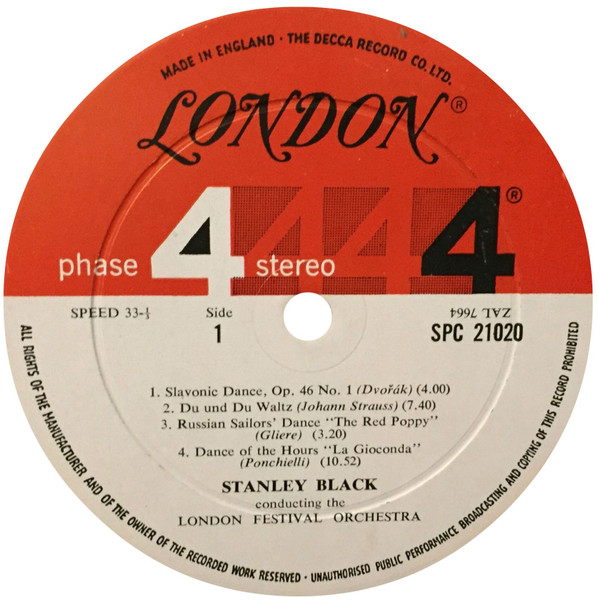 MADE IN ENGLAND · THE DECCA RECORD CO. LTD.
LONDON®
phase 4 stereo 4 4 4®
SPEED 33-⅓
Side
1
ZAL 7664
SPC 21020
1. Slavonic Dance, Op. 46 No. 1 (Dvořák) (4.00)
2. Du und Du Waltz (Johann Strauss) (7.40)
3. Russian Sailors' Dance "The Red Poppy"
(Gliere) (3.20)
4. Dance of the Hours "La Gioconda"
(Ponchielli) (10.52)
STANLEY BLACK
conducting the
LONDON FESTIVAL ORCHESTRA
ALL RIGHTS OF THE MANUFACTURER AND OF THE OWNER OF THE RECORDED WORK RESERVED · UNAUTHORISED PUBLIC PERFORMANCE BROADCASTING AND COPYING OF THIS RECORD PROHIBITED